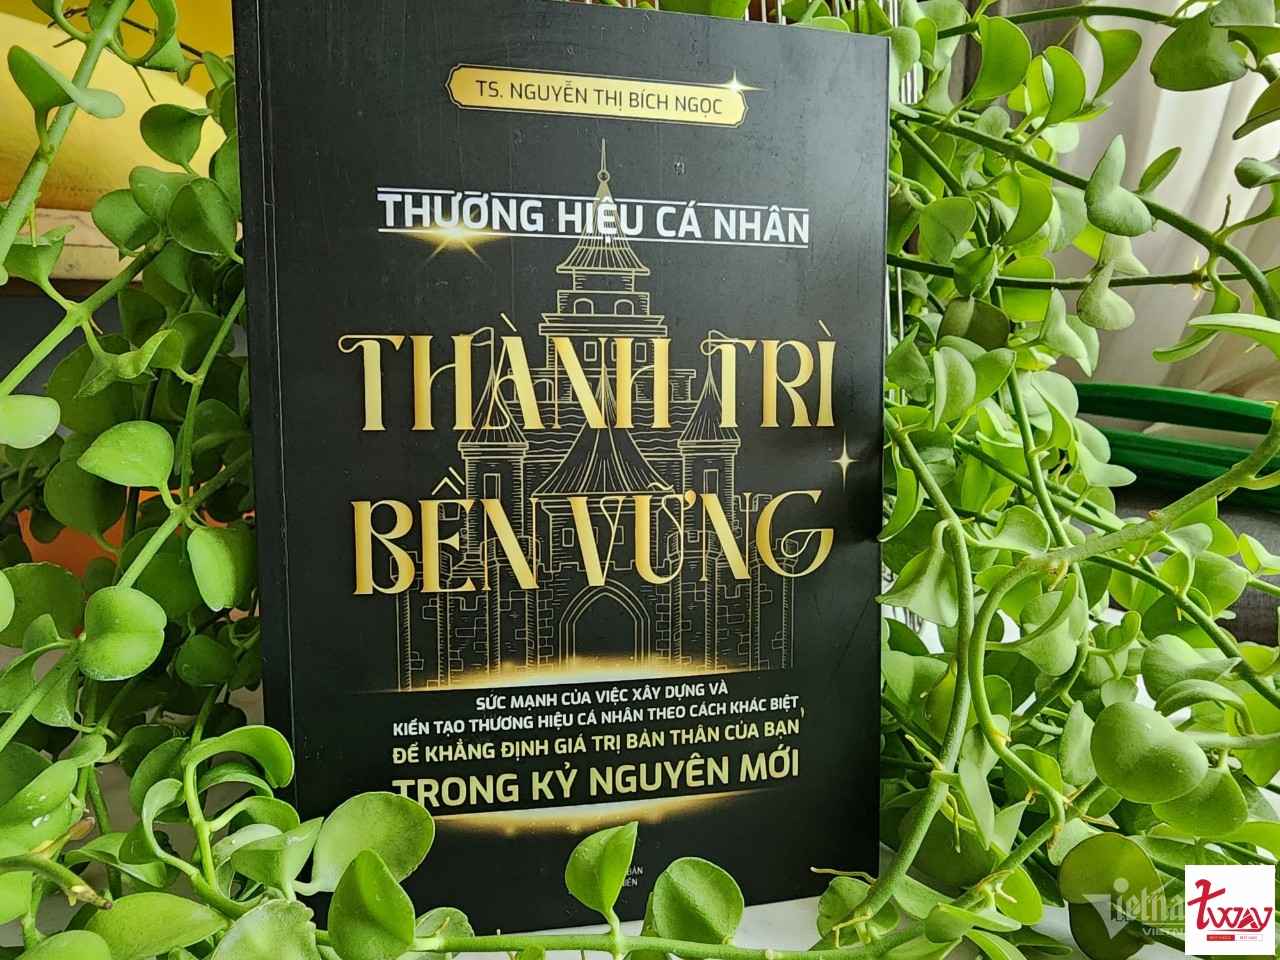 TS. NGUYỄN THỊ BÍCH NGỌC
THƯƠNG HIỆU CÁ NHÂN
THÀNH TRÌ
BỀN VỮNG
SỨC MẠNH CỦA VIỆC XÂY DỰNG VÀ
KIẾN TẠO THƯƠNG HIỆU CÁ NHÂN THEO CÁCH KHÁC BIỆT,
ĐỂ KHẲNG ĐỊNH GIÁ TRỊ BẢN THÂN CỦA BẠN
TRONG KỶ NGUYÊN MỚI
BẢN
VIETN